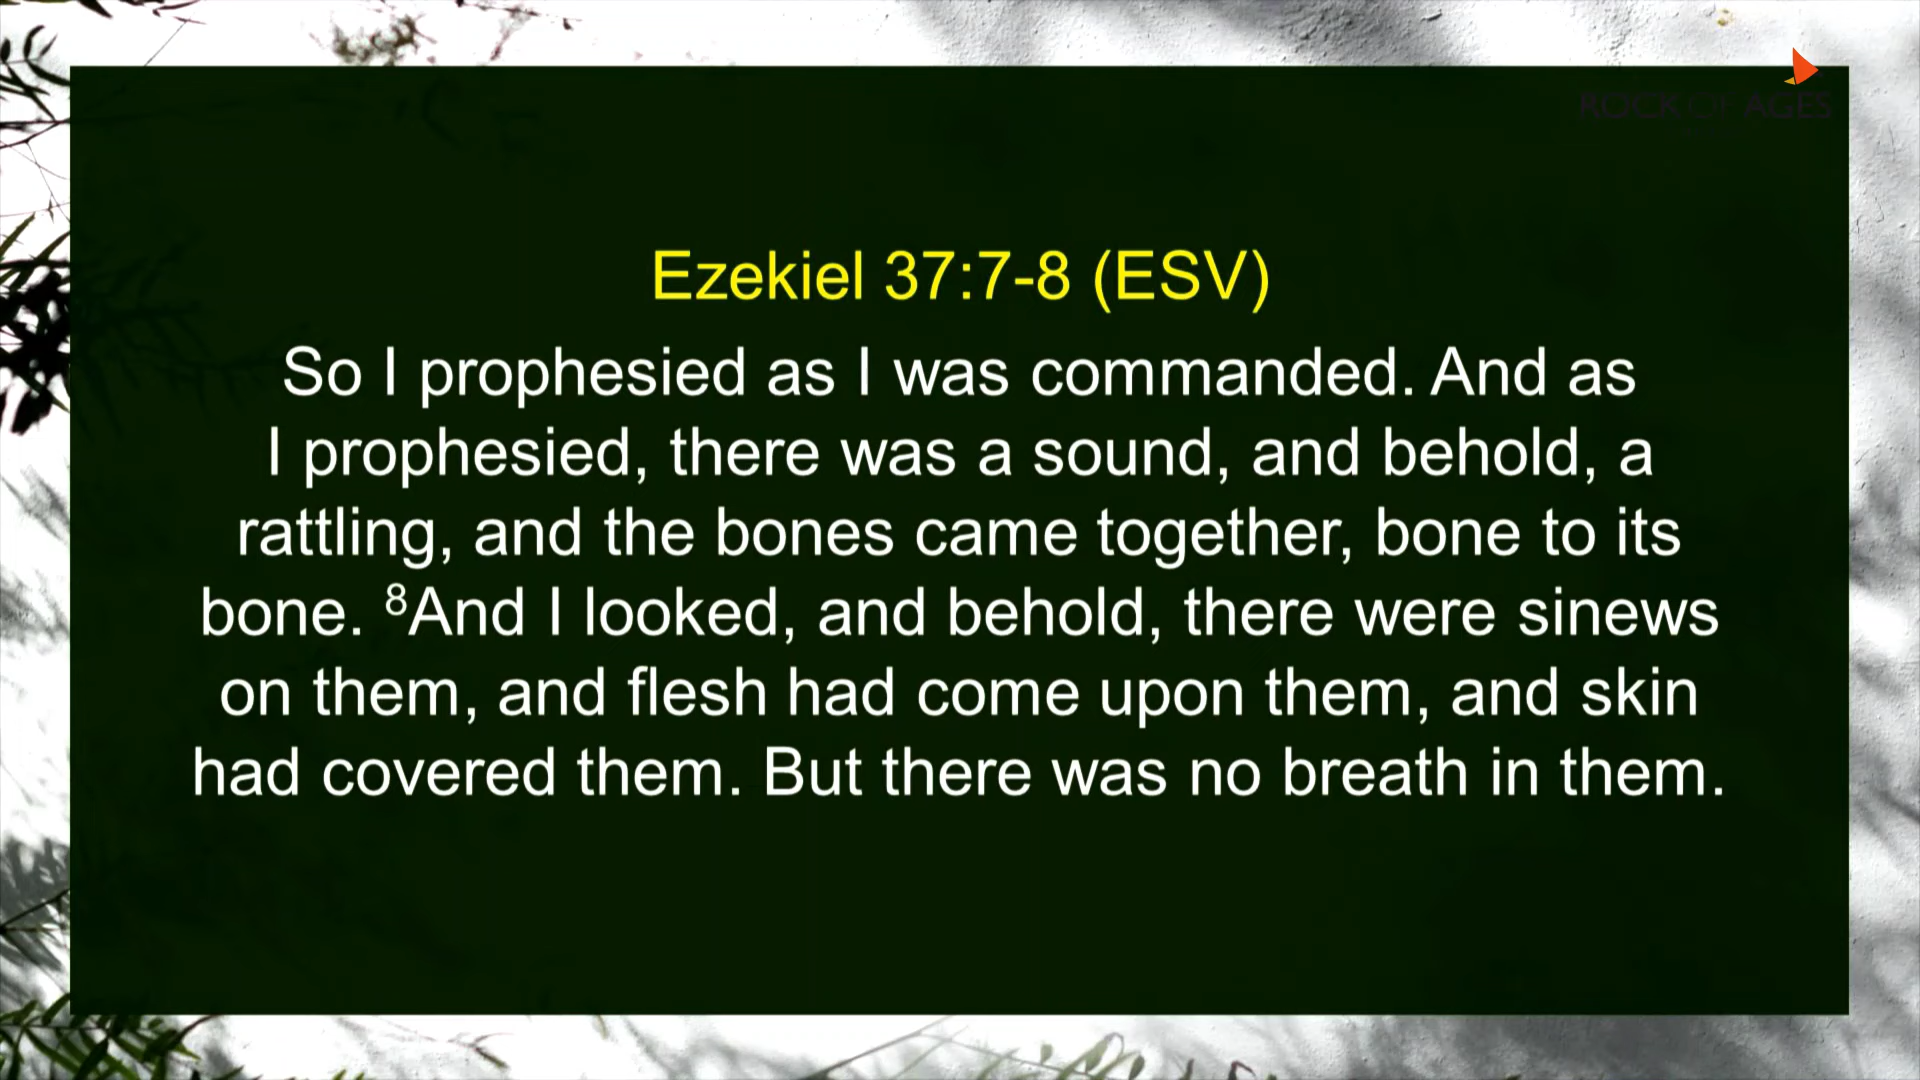 ROCK OF AGES
Ezekiel 37:7-8 (ESV)
So I prophesied as I was commanded. And as
I prophesied, there was a sound, and behold, a
rattling, and the bones came together, bone to its
bone. ⁸And I looked, and behold, there were sinews
on them, and flesh had come upon them, and skin
had covered them. But there was no breath in them.